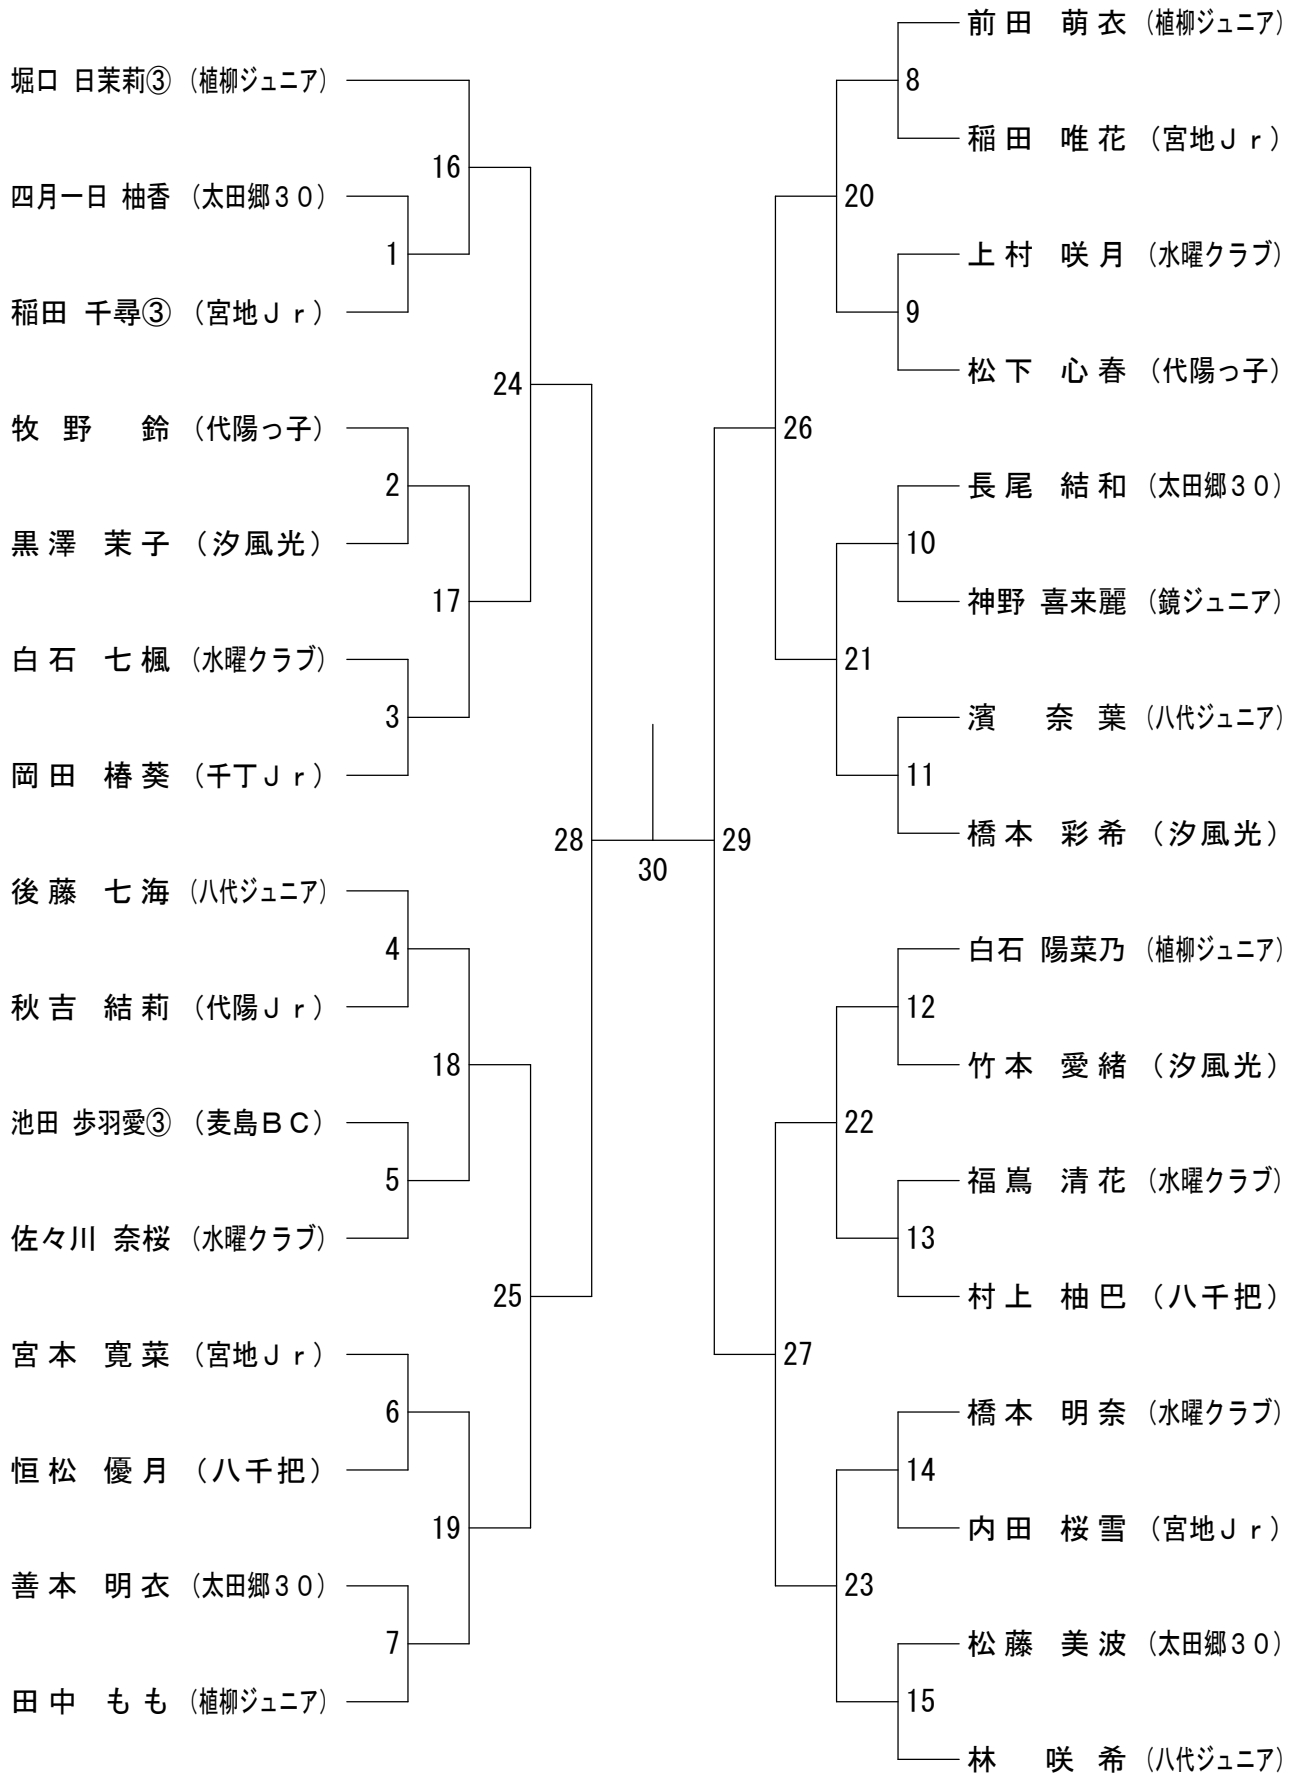 堀口 日茉莉③ (植柳ジュニア)
16
四月一日 柚香 (太田郷30)
1
稲田 千尋③ (宮地Jr)
24
牧野 鈴 (代陽っ子)
2
黒澤 茉子 (汐風光)
17
白石 七楓 (水曜クラブ)
3
岡田 椿葵 (千丁Jr)
28
後藤 七海 (八代ジュニア)
4
秋吉 結莉 (代陽Jr)
18
池田 歩羽愛③ (麦島BC)
5
佐々川 奈桜 (水曜クラブ)
25
宮本 寛菜 (宮地Jr)
6
恒松 優月 (八千把)
19
善本 明衣 (太田郷30)
7
田中 もも (植柳ジュニア)
30
前田 萌衣 (植柳ジュニア)
8
稲田 唯花 (宮地Jr)
20
上村 咲月 (水曜クラブ)
9
松下 心春 (代陽っ子)
26
長尾 結和 (太田郷30)
10
神野 喜来麗 (鏡ジュニア)
21
濱 奈葉 (八代ジュニア)
11
橋本 彩希 (汐風光)
29
白石 陽菜乃 (植柳ジュニア)
12
竹本 愛緒 (汐風光)
22
福嶌 清花 (水曜クラブ)
13
村上 柚巴 (八千把)
27
橋本 明奈 (水曜クラブ)
14
内田 桜雪 (宮地Jr)
23
松藤 美波 (太田郷30)
15
林 咲希 (八代ジュニア)